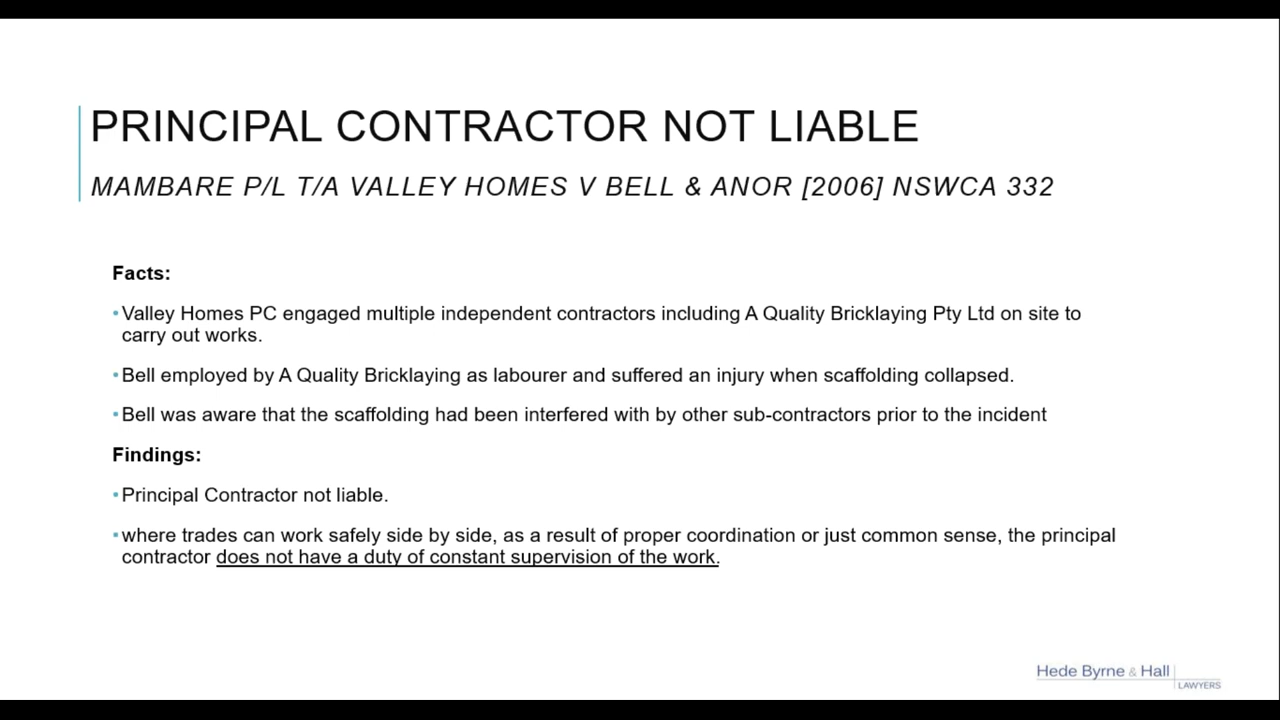 PRINCIPAL CONTRACTOR NOT LIABLE
MAMBARE P/L T/A VALLEY HOMES V BELL & ANOR [2006] NSWCA 332
Facts:
▪Valley Homes PC engaged multiple independent contractors including A Quality Bricklaying Pty Ltd on site to
carry out works.
▪Bell employed by A Quality Bricklaying as labourer and suffered an injury when scaffolding collapsed.
▪Bell was aware that the scaffolding had been interfered with by other sub-contractors prior to the incident
Findings:
▪Principal Contractor not liable.
▪where trades can work safely side by side, as a result of proper coordination or just common sense, the principal
contractor does not have a duty of constant supervision of the work.
Hede Byrne & Hall
LAWYERS